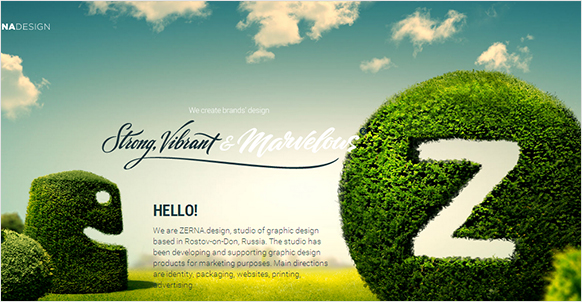 NADESIGN
We create brands' design
Strong, Vibrant & Marvelous
Z
HELLO!
We are ZERNA.design, studio of graphic design
based in Rostov-on-Don, Russia. The studio has
been developing and supporting graphic design
products for marketing purposes. Main directions
are identity, packaging, websites, printing,
advertising.